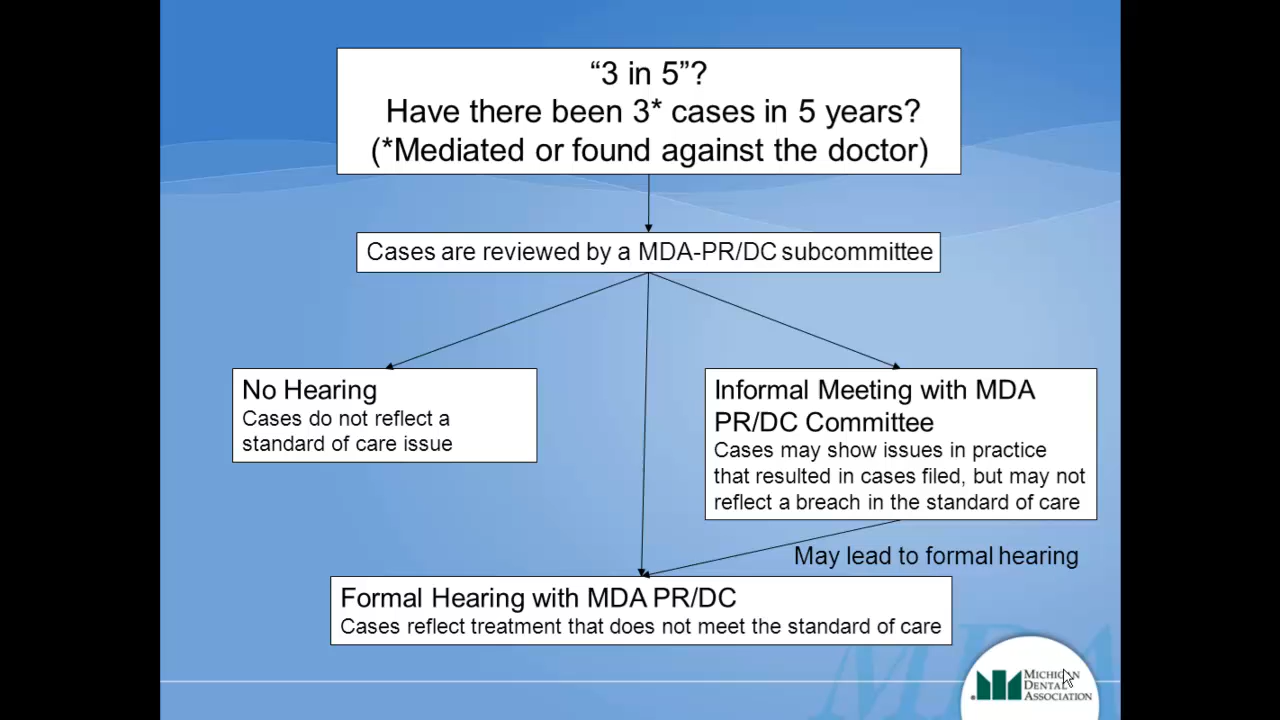 “3 in 5”?
Have there been 3* cases in 5 years?
(*Mediated or found against the doctor)
Cases are reviewed by a MDA-PR/DC subcommittee
No Hearing
Cases do not reflect a
standard of care issue
Informal Meeting with MDA
PR/DC Committee
Cases may show issues in practice
that resulted in cases filed, but may not
reflect a breach in the standard of care
May lead to formal hearing
Formal Hearing with MDA PR/DC
Cases reflect treatment that does not meet the standard of care
MDA
MICHIGAN
DENTAL
ASSOCIATION